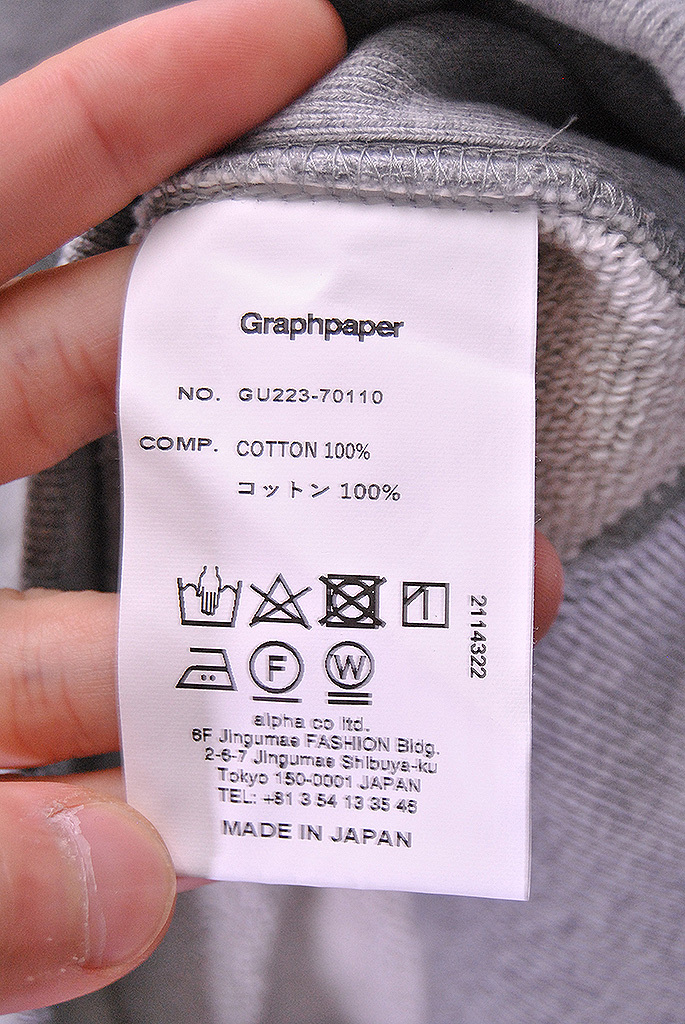 Graphpaper
NO. GU223-70110
COMP. COTTON 100%
コットン 100%
2114322
F W
alpha co ltd.
6F Jingumae FASHION Bldg.
2-6-7 Jingumae Shibuya-ku
Tokyo 150-0001 JAPAN
TEL: +81 3 54 13 35 48
MADE IN JAPAN